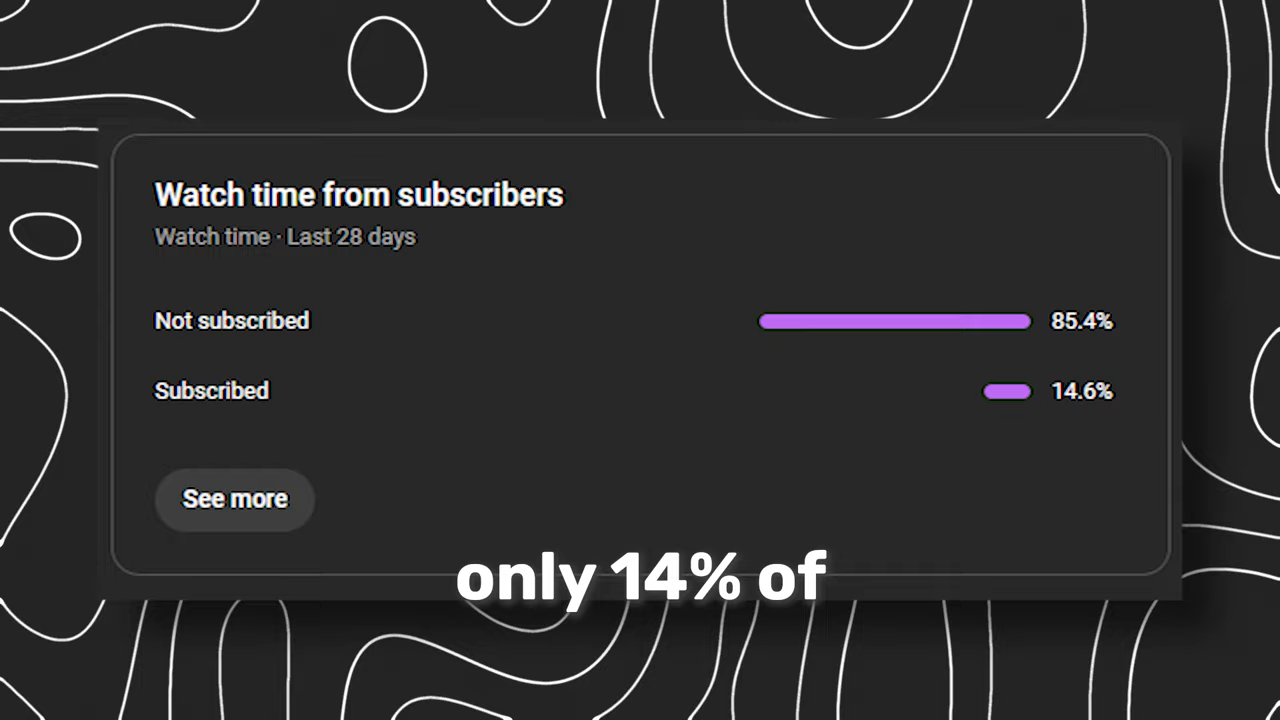 Watch time from subscribers
Watch time · Last 28 days
Not subscribed 85.4%
Subscribed 14.6%
See more
only 14% of